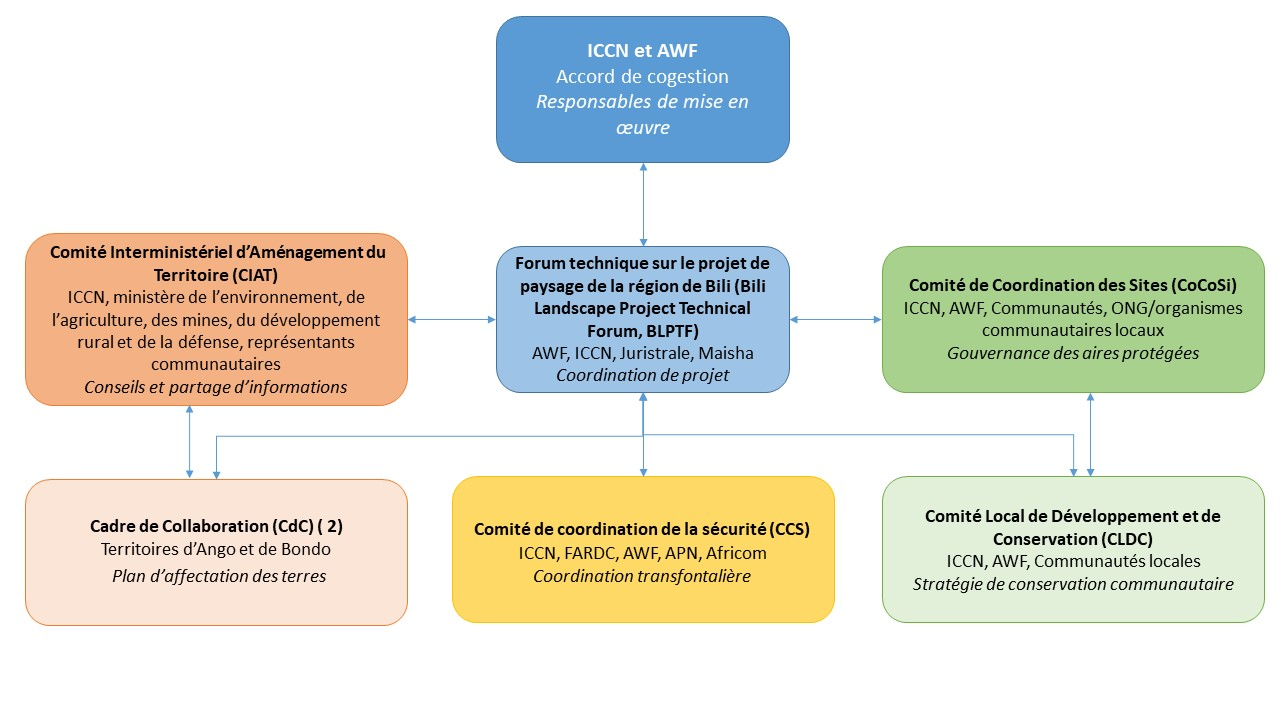 ICCN et AWF
Accord de cogestion
Responsables de mise en
œuvre
Comité Interministériel d’Aménagement du
Territoire (CIAT)
ICCN, ministère de l’environnement, de
l’agriculture, des mines, du développement
rural et de la défense, représentants
communautaires
Conseils et partage d’informations
Forum technique sur le projet de
paysage de la région de Bili (Bili
Landscape Project Technical
Forum, BLPTF)
AWF, ICCN, Juristrale, Maisha
Coordination de projet
Comité de Coordination des Sites (CoCoSi)
ICCN, AWF, Communautés, ONG/organismes
communautaires locaux
Gouvernance des aires protégées
Cadre de Collaboration (CdC) ( 2)
Territoires d’Ango et de Bondo
Plan d’affectation des terres
Comité de coordination de la sécurité (CCS)
ICCN, FARDC, AWF, APN, Africom
Coordination transfontalière
Comité Local de Développement et de
Conservation (CLDC)
ICCN, AWF, Communautés locales
Stratégie de conservation communautaire